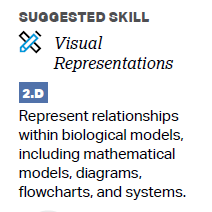 SUGGESTED SKILL
Visual
Representations
2.D
Represent relationships
within biological models,
including mathematical
models, diagrams,
flowcharts, and systems.